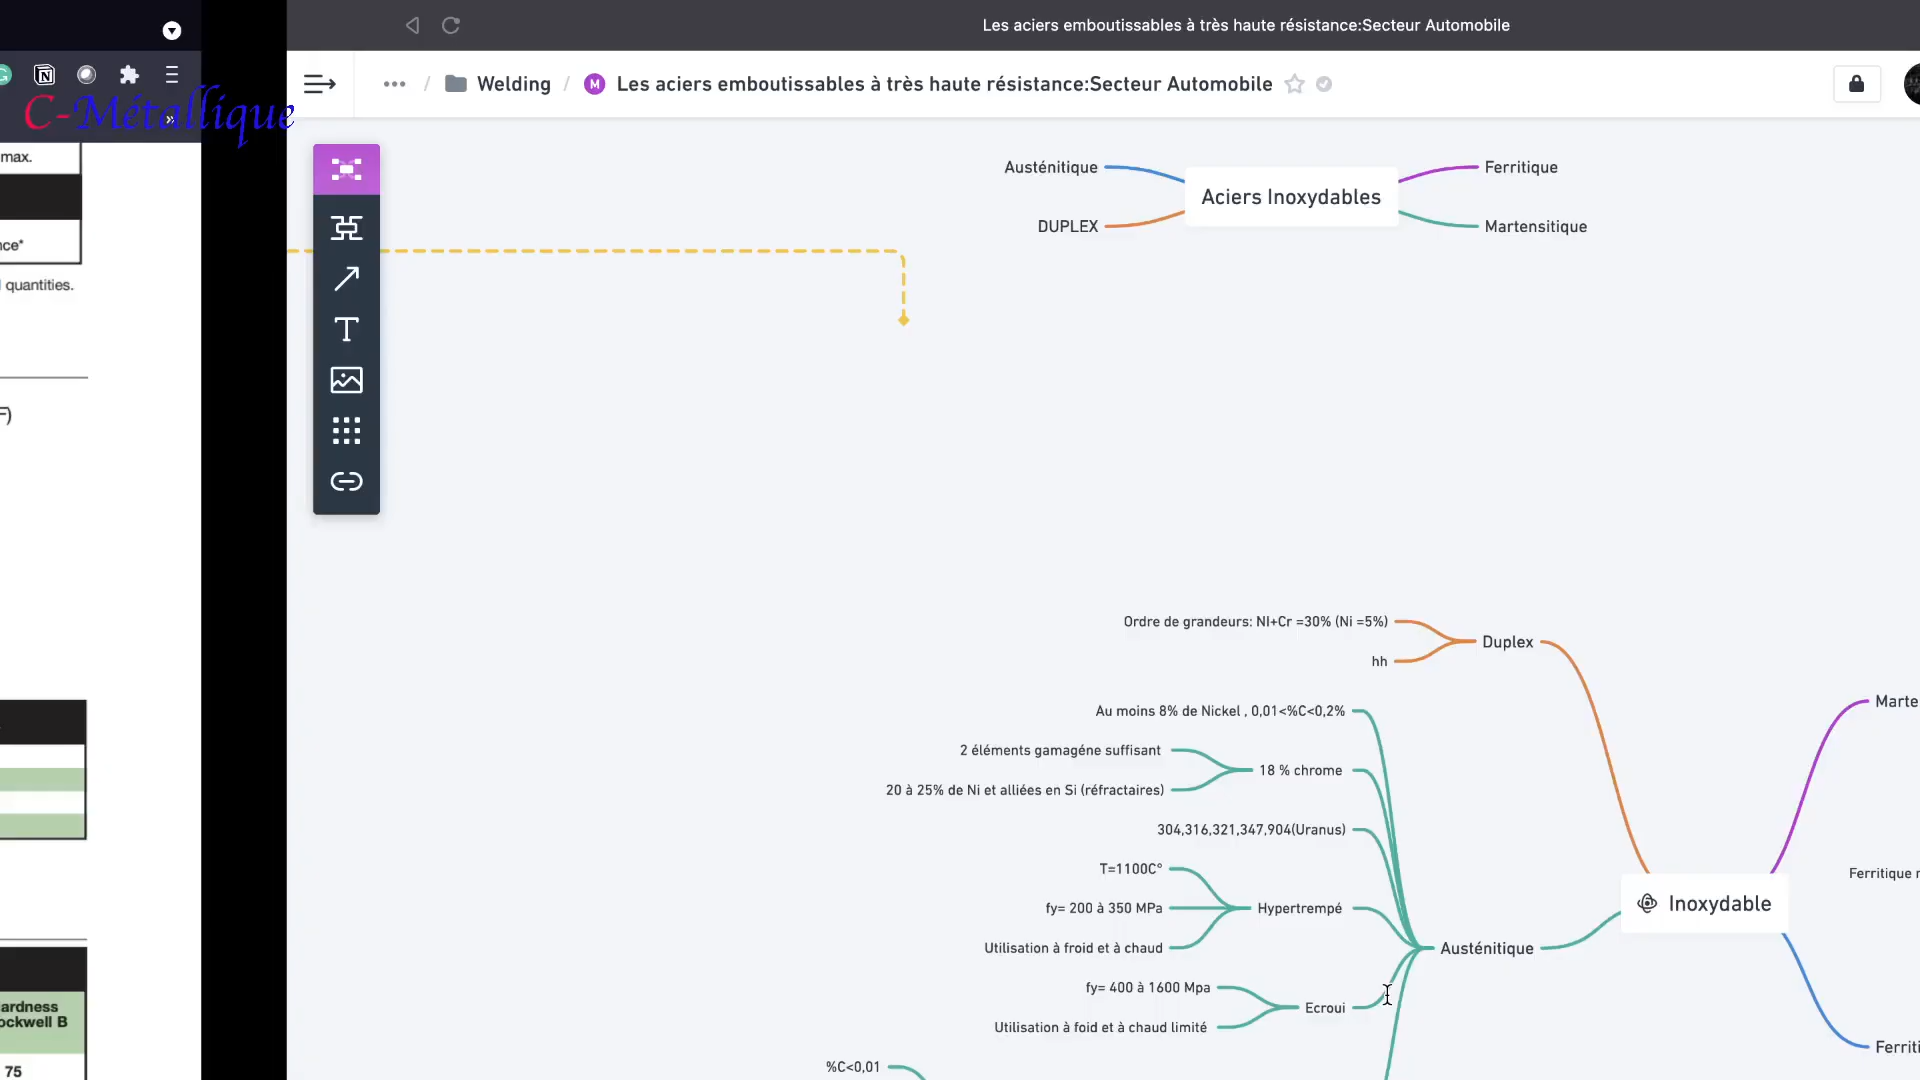 Les aciers emboutissables à très haute résistance:Secteur Automobile
... / Welding / M Les aciers emboutissables à très haute résistance:Secteur Automobile
C-Métallique
max.
nce*
quantities.
F)
ardness
ockwell B
75
Austénitique
DUPLEX
Aciers Inoxydables
Ferritique
Martensitique
Ordre de grandeurs: NI+Cr =30% (Ni =5%)
hh
Duplex
Au moins 8% de Nickel , 0,01<%C<0,2%
2 éléments gamagéne suffisant
20 à 25% de Ni et alliées en Si (réfractaires)
18 % chrome
304,316,321,347,904(Uranus)
T=1100C°
fy= 200 à 350 MPa
Utilisation à froid et à chaud
Hypertrempé
fy= 400 à 1600 Mpa
Utilisation à foid et à chaud limité
Ecroui
%C<0,01
Austénitique
Inoxydable
Marte
Ferritique
Ferriti